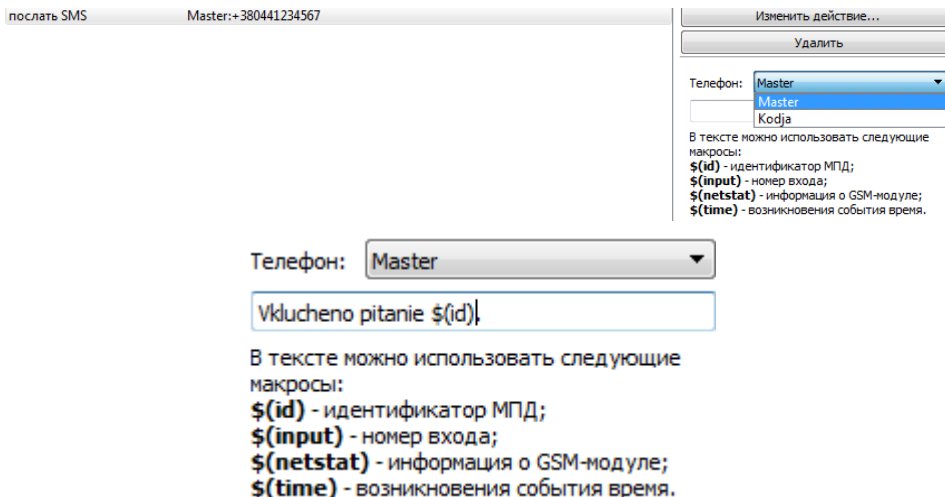 послать SMS Master:+380441234567
Изменить действие...
Удалить
Телефон: Master
Master
Kodja
В тексте можно использовать следующие
макросы:
$(id) - идентификатор МПД;
$(input) - номер входа;
$(netstat) - информация о GSM-модуле;
$(time) - возникновения события время.
Телефон: Master
Vklucheno pitanie $(id).
В тексте можно использовать следующие
макросы:
$(id) - идентификатор МПД;
$(input) - номер входа;
$(netstat) - информация о GSM-модуле;
$(time) - возникновения события время.